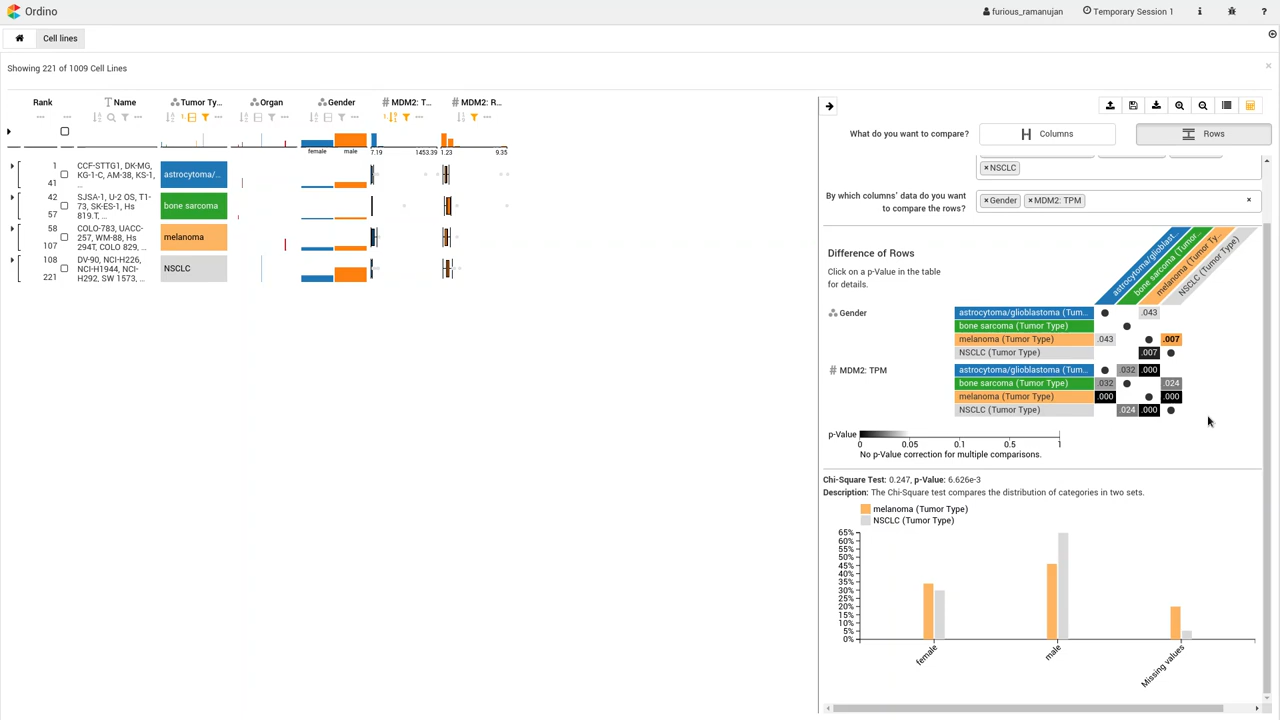 Ordino
furious_ramanujan
Temporary Session 1
Cell lines
Showing 221 of 1009 Cell Lines
Rank
Name
Tumor Ty...
Organ
Gender
MDM2: T...
MDM2: R...
female
male
7.19
1453.39
1.23
9.35
1
41
CCF-STTG1, DK-MG,
KG-1-C, AM-38, KS-1,
...
astrocytoma/...
42
57
SJSA-1, U-2 OS, T1-
73, SK-ES-1, Hs
819.T, ...
bone sarcoma
58
107
COLO-783, UACC-
257, WM-88, Hs
294T, COLO 829, ...
melanoma
108
221
DV-90, NCI-H226,
NCI-H1944, NCI-
H292, SW 1573, ...
NSCLC
What do you want to compare?
Columns
Rows
× NSCLC
By which columns' data do you want
to compare the rows?
× Gender
× MDM2: TPM
×
Difference of Rows
Click on a p-Value in the table
for details.
astrocytoma/glioblast...
bone sarcoma (Tumor...
melanoma (Tumor Ty...
NSCLC (Tumor Type)
Gender
astrocytoma/glioblastoma (Tum...
.043
bone sarcoma (Tumor Type)
melanoma (Tumor Type)
.043
.007
NSCLC (Tumor Type)
.007
MDM2: TPM
astrocytoma/glioblastoma (Tum...
.032
.000
bone sarcoma (Tumor Type)
.032
.024
melanoma (Tumor Type)
.000
.000
NSCLC (Tumor Type)
.024
.000
p-Value
0
0.05
0.1
0.5
1
No p-Value correction for multiple comparisons.
Chi-Square Test: 0.247, p-Value: 6.626e-3
Description: The Chi-Square test compares the distribution of categories in two sets.
melanoma (Tumor Type)
NSCLC (Tumor Type)
65%
60%
55%
50%
45%
40%
35%
30%
25%
20%
15%
10%
5%
0%
female
male
Missing values